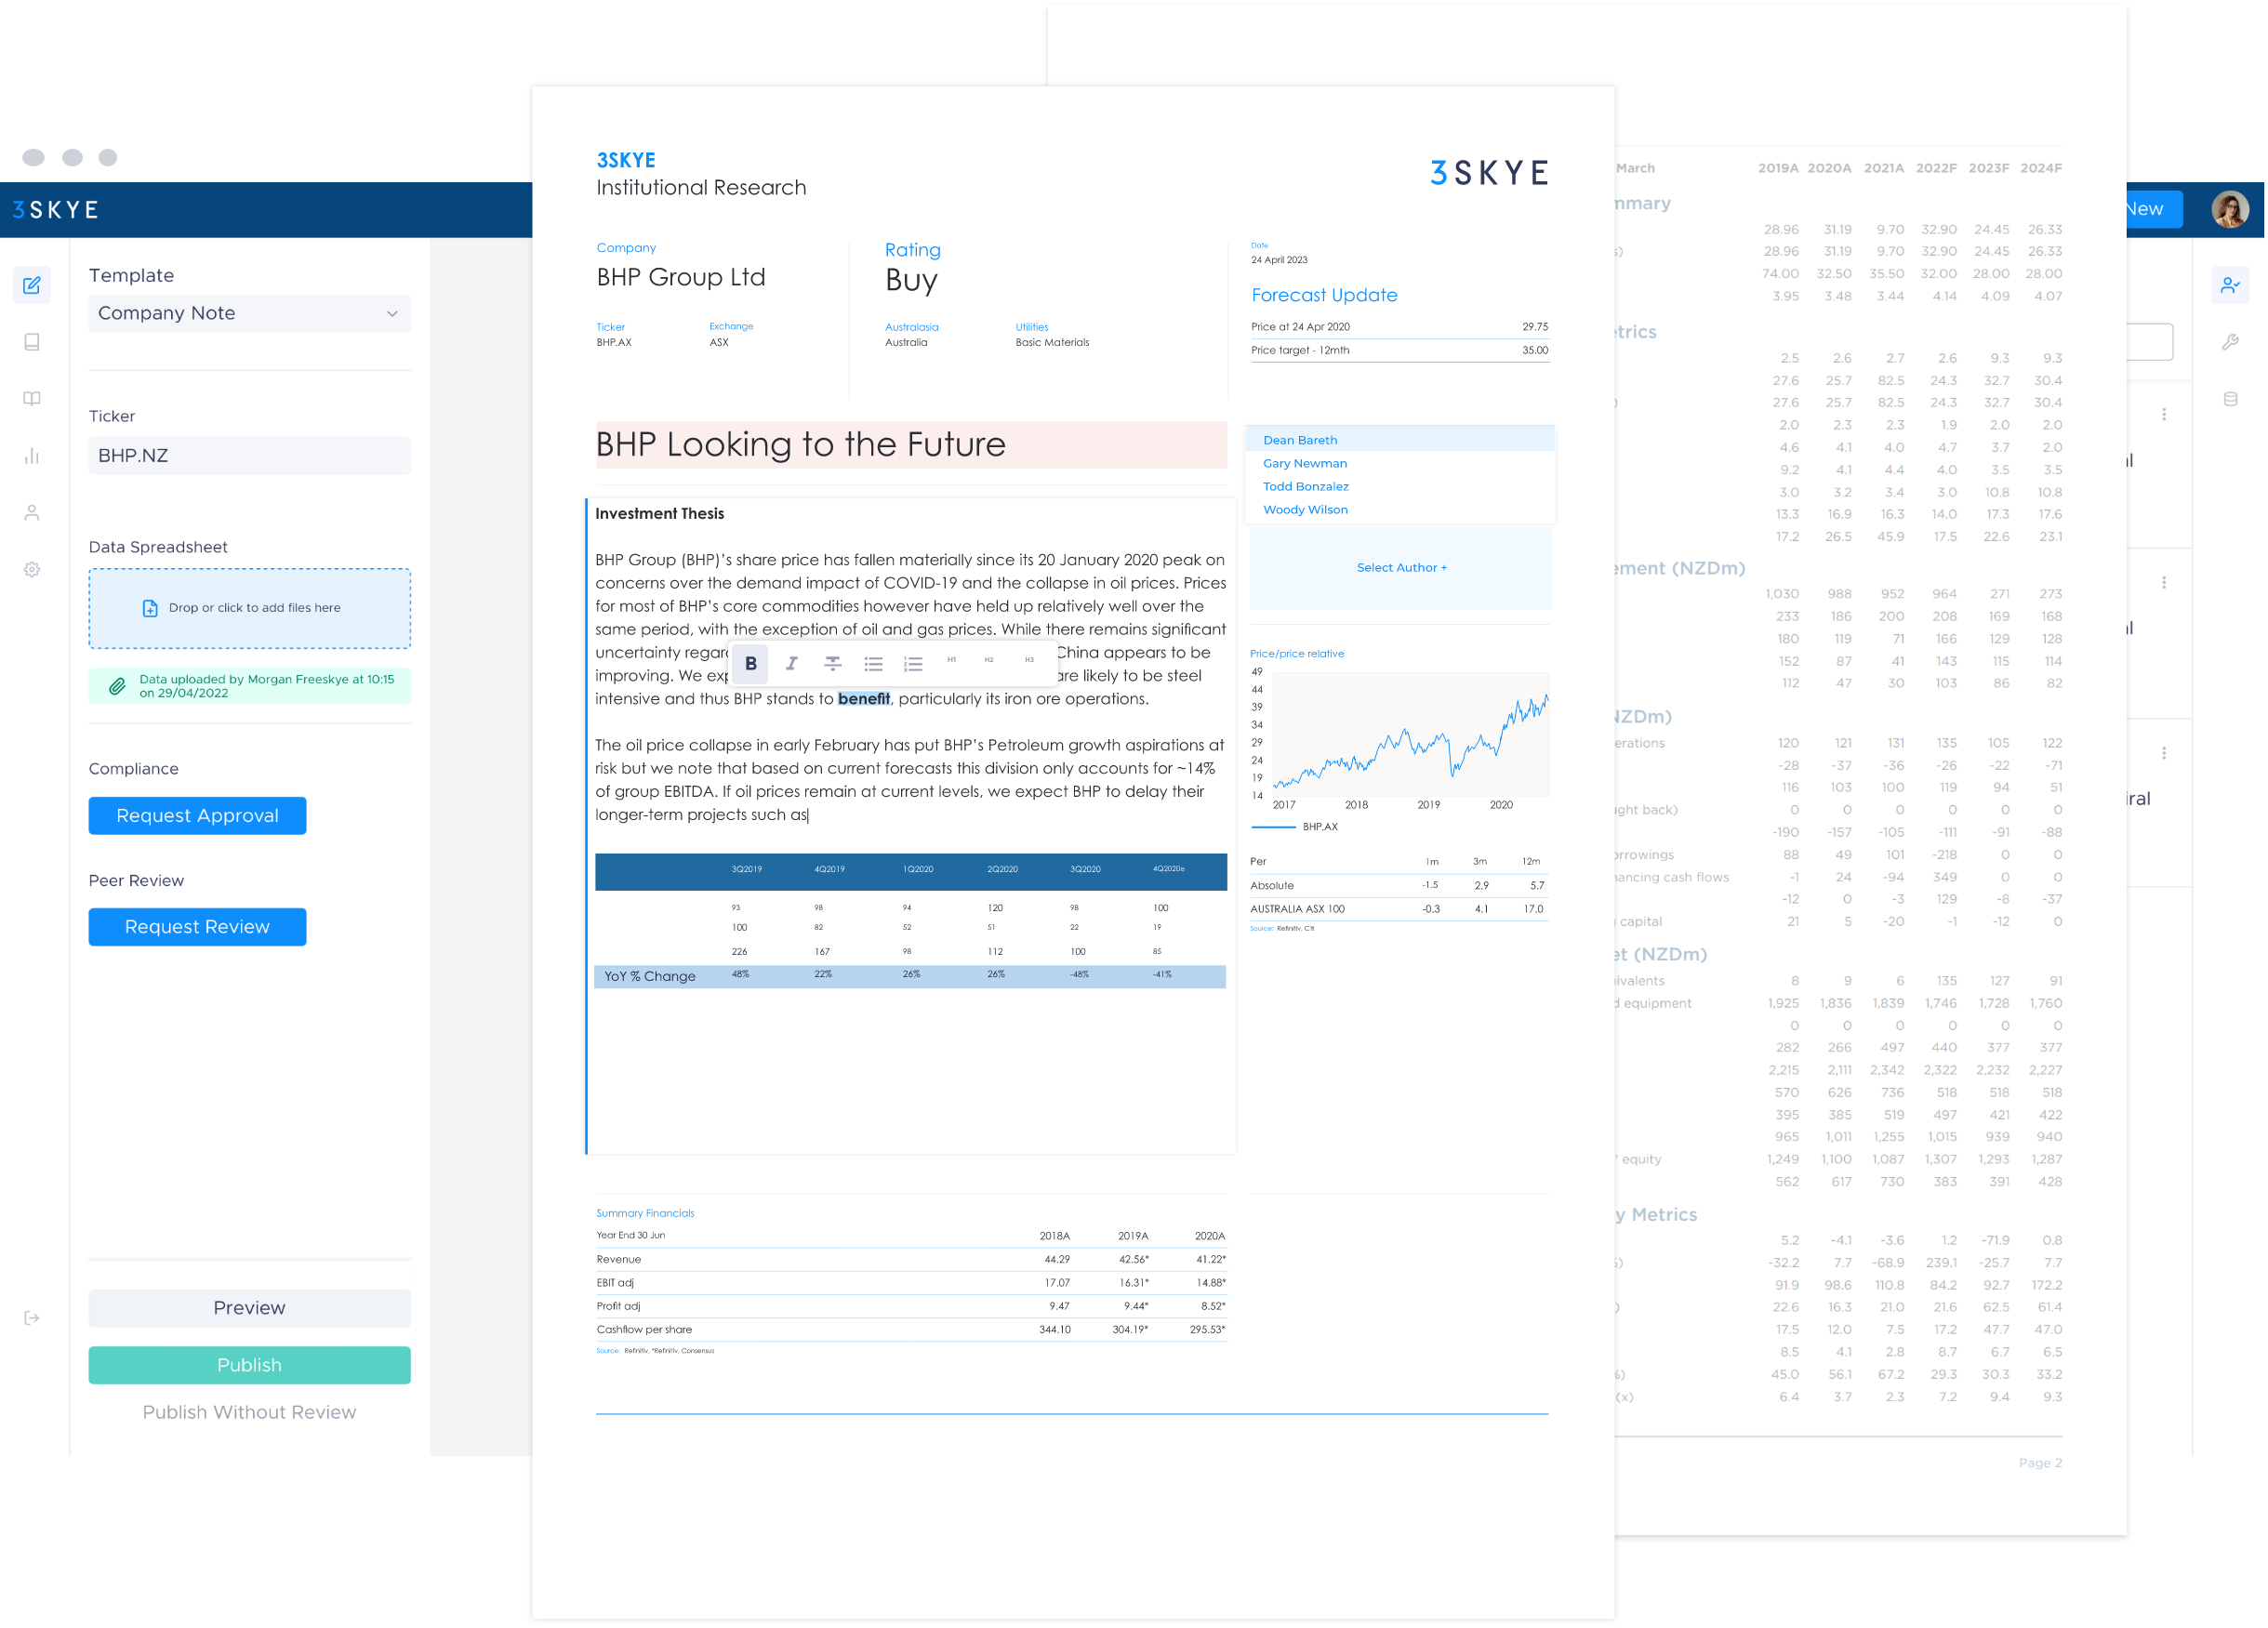 3SKYE
Template
Company Note
Ticker
BHP.NZ
Data Spreadsheet
Drop or click to add files here
Data uploaded by Morgan Freeskye at 10:15
on 29/04/2022
Compliance
Request Approval
Peer Review
Request Review
Preview
Publish
Publish Without Review
3SKYE
Institutional Research
3SKYE
Company
BHP Group Ltd
Ticker Exchange
BHP.AX ASX
Rating
Buy
Australasia Utilities
Australia Basic Materials
Date
24 April 2023
Forecast Update
Price at 24 Apr 2020 29.75
Price target - 12mth 35.00
BHP Looking to the Future
Investment Thesis
BHP Group (BHP)'s share price has fallen materially since its 20 January 2020 peak on
concerns over the demand impact of COVID-19 and the collapse in oil prices. Prices
for most of BHP's core commodities however have held up relatively well over the
same period, with the exception of oil and gas prices. While there remains significant
uncertainty China appears to be
improving. We are likely to be steel
intensive and thus BHP stands to benefit, particularly its iron ore operations.
B I T H1 H2 H3
The oil price collapse in early February has put BHP's Petroleum growth aspirations at
risk but we note that based on current forecasts this division only accounts for ~14%
of group EBITDA. If oil prices remain at current levels, we expect BHP to delay their
longer-term projects such as
3Q2019 4Q2019 1Q2020 2Q2020 3Q2020 4Q2020e
93 98 94 120 98 100
100 82 52 51 22 19
226 167 98 112 100 85
YoY % Change 48% 22% 26% 26% -48% -41%
Summary Financials
Year End 30 Jun 2018A 2019A 2020A
Revenue 44.29 42.56* 41.22*
EBIT adj 17.07 16.31* 14.88*
Profit adj 9.47 9.44* 8.52*
Cashflow per share 344.10 304.19* 295.53*
Source: Refinitiv, *Refinitiv, Consensus
Dean Bareth
Gary Newman
Todd Bonzalez
Woody Wilson
Select Author +
Price/price relative
49
44
39
34
29
24
19
14
2017 2018 2019 2020
BHP.AX
Per 1m 3m 12m
Absolute -1.5 2.9 5.7
AUSTRALIA ASX 100 -0.3 4.1 17.0
Source: Refinitiv, Citi
March 2019A 2020A 2021A 2022F 2023F 2024F
28.96 31.19 9.70 32.90 24.45 26.33
28.96 31.19 9.70 32.90 24.45 26.33
74.00 32.50 35.50 32.00 28.00 28.00
3.95 3.48 3.44 4.14 4.09 4.07
2.5 2.6 2.7 2.6 9.3 9.3
27.6 25.7 82.5 24.3 32.7 30.4
27.6 25.7 82.5 24.3 32.7 30.4
2.0 2.3 2.3 1.9 2.0 2.0
4.6 4.1 4.0 4.7 3.7 2.0
9.2 4.1 4.4 4.0 3.5 3.5
3.0 3.2 3.4 3.0 10.8 10.8
13.3 16.9 16.3 14.0 17.3 17.6
17.2 26.5 45.9 17.5 22.6 23.1
(NZDm)
1,030 988 952 964 271 273
233 186 200 208 169 168
180 119 71 166 129 128
152 87 41 143 115 114
112 47 30 103 86 82
120 121 131 135 105 122
-28 -37 -36 -26 -22 -71
116 103 100 119 94 51
back) 0 0 0 0 0 0
-190 -157 -105 -111 -91 -88
88 49 101 -218 0 0
cash flows -1 24 -94 349 0 0
-12 0 -3 129 -8 -37
capital 21 5 -20 -1 -12 0
(NZDm)
8 9 6 135 127 91
equipment 1,925 1,836 1,839 1,746 1,728 1,760
0 0 0 0 0 0
282 266 497 440 377 377
2,215 2,111 2,342 2,322 2,232 2,227
570 626 736 518 518 518
395 385 519 497 421 422
965 1,011 1,255 1,015 939 940
equity 1,249 1,100 1,087 1,307 1,293 1,287
562 617 730 383 391 428
Metrics
5.2 -4.1 -3.6 1.2 -71.9 0.8
-32.2 7.7 -68.9 239.1 -25.7 7.7
91.9 98.6 110.8 84.2 92.7 172.2
22.6 16.3 21.0 21.6 62.5 61.4
17.5 12.0 7.5 17.2 47.7 47.0
8.5 4.1 2.8 8.7 6.7 6.5
45.0 56.1 67.2 29.3 30.3 33.2
(x) 6.4 3.7 2.3 7.2 9.4 9.3
Page 2
New